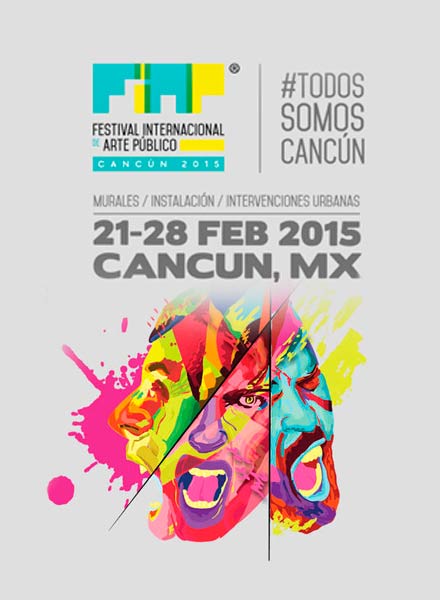 FIAP®
FESTIVAL INTERNACIONAL
DE ARTE PÚBLICO
CANCÚN 2015
#TODOS
SOMOS
CANCÚN
MURALES / INSTALACIÓN / INTERVENCIONES URBANAS
21-28 FEB 2015
CANCUN, MX